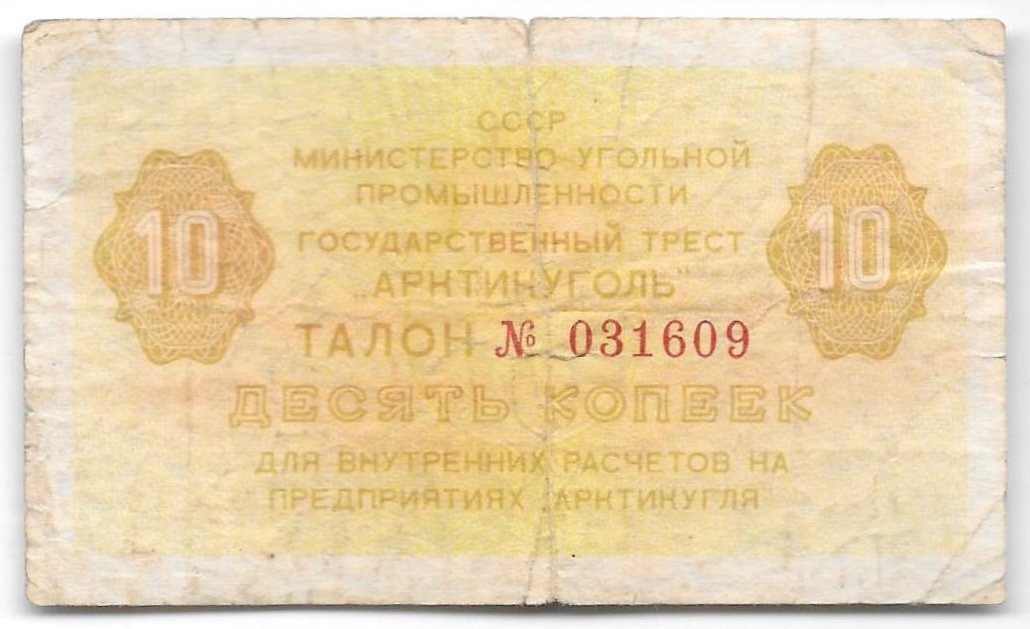 СССР
МИНИСТЕРСТВО УГОЛЬНОЙ
ПРОМЫШЛЕННОСТИ
ГОСУДАРСТВЕННЫЙ ТРЕСТ
„АРКТИКУГОЛЬ"
10
10
ТАЛОН № 031609
ДЕСЯТЬ КОПЕЕК
ДЛЯ ВНУТРЕННИХ РАСЧЕТОВ НА
ПРЕДПРИЯТИЯХ „АРКТИКУГЛЯ"